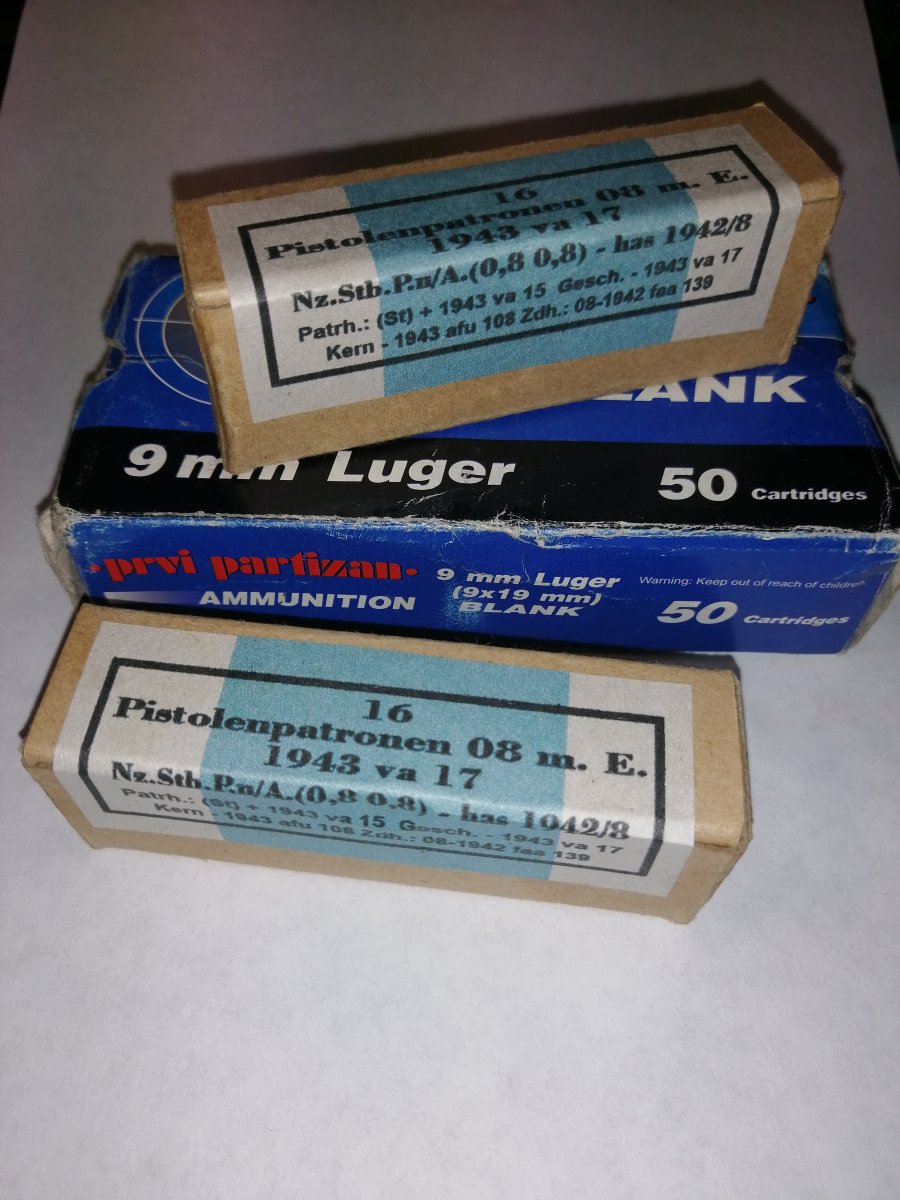 16
Pistolenpatronen 08 m. E.
1943 va 17
Nz.Stb.P.n/A.(0,8 0,8) - has 1942/8
Patrh.: (St) + 1943 va 15 Gesch. - 1943 va 17
Kern - 1943 afu 108 Zdh.: 08-1942 faa 139
LANK
9 mm Luger
50 Cartridges
prvi partizan
AMMUNITION
9 mm Luger
(9x19 mm)
BLANK
Warning: Keep out of reach of children.
50 Cartridges
16
Pistolenpatronen 08 m. E.
1943 va 17
Nz.Stb.P.n/A.(0,8 0,8) - has 1942/8
Patrh.: (St) + 1943 va 15 Gesch. - 1943 va 17
Kern - 1943 afu 108 Zdh.: 08-1942 faa 139